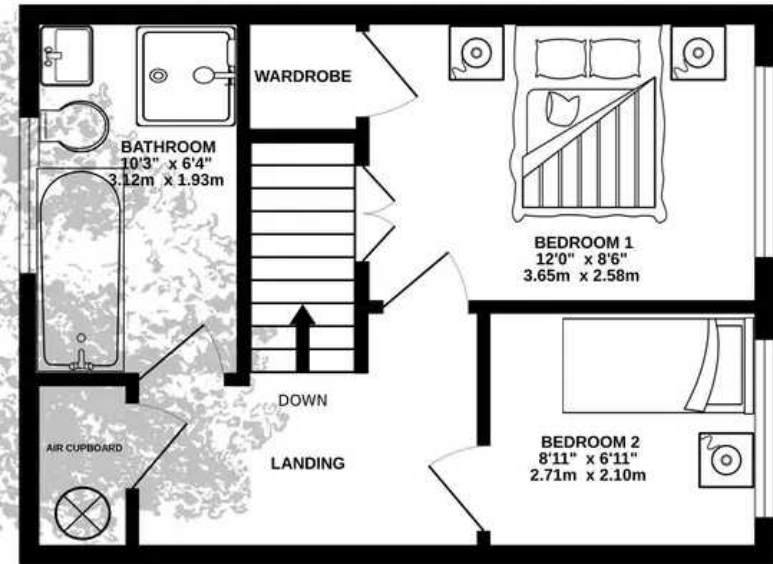 WARDROBE
BATHROOM
10'3" x 6'4"
3.12m x 1.93m
BEDROOM 1
12'0" x 8'6"
3.65m x 2.58m
DOWN
AIR CUPBOARD
LANDING
BEDROOM 2
8'11" x 6'11"
2.71m x 2.10m